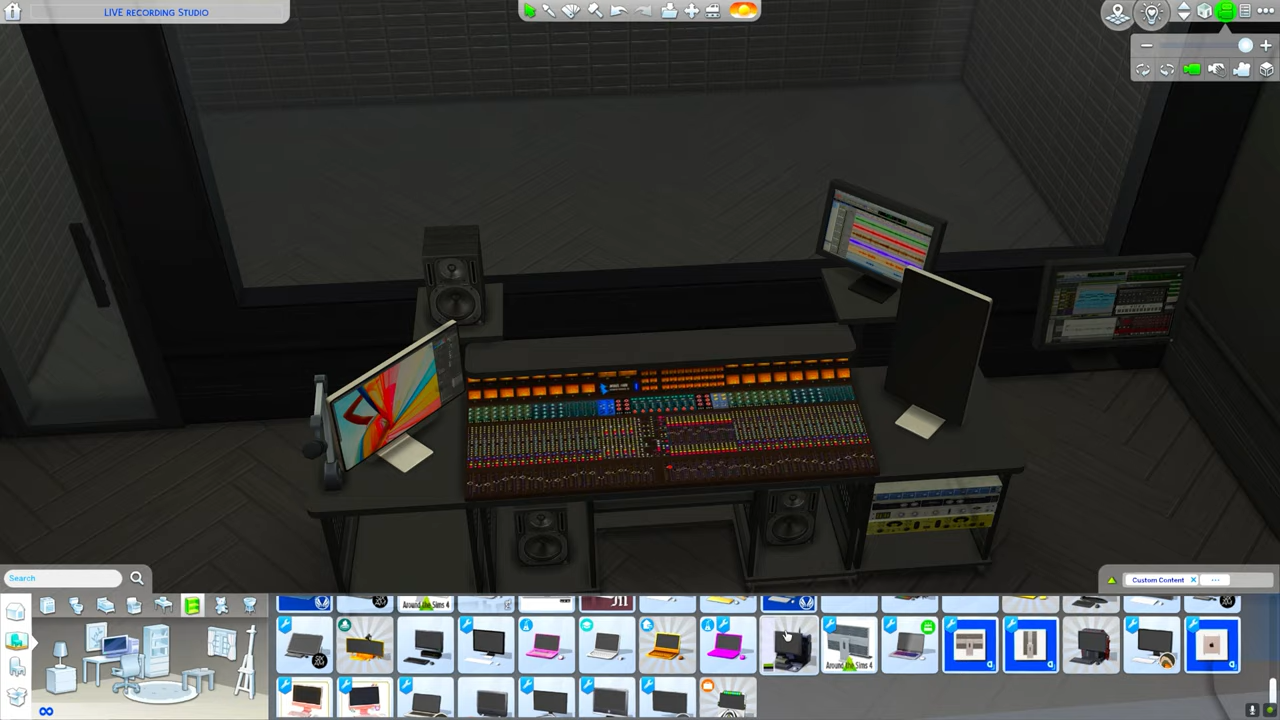 LIVE recording Studio
Search
Custom Content
Around the Sims 4
Around the Sims 4